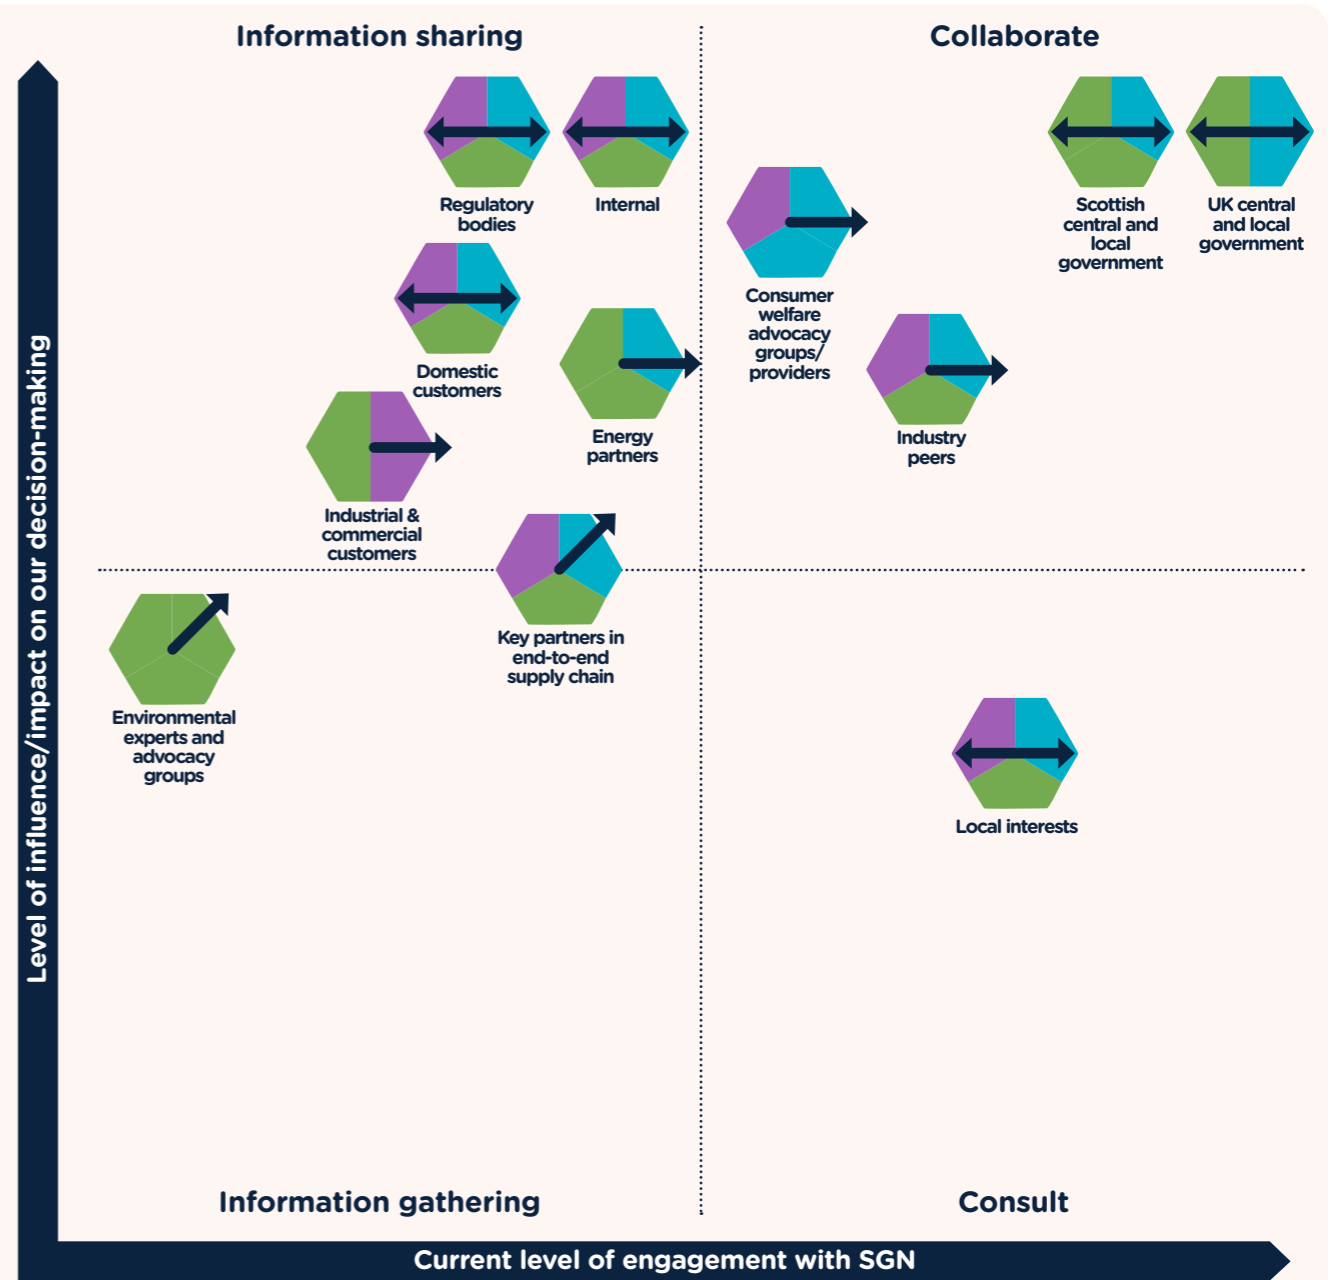 Information sharing
Collaborate
Level of influence/impact on our decision-making
Regulatory
bodies
Internal
Scottish
central and
local
government
UK central
and local
government
Consumer
welfare
advocacy
groups/
providers
Domestic
customers
Energy
partners
Industry
peers
Industrial &
commercial
customers
Key partners in
end-to-end
supply chain
Environmental
experts and
advocacy
groups
Local interests
Information gathering
Consult
Current level of engagement with SGN